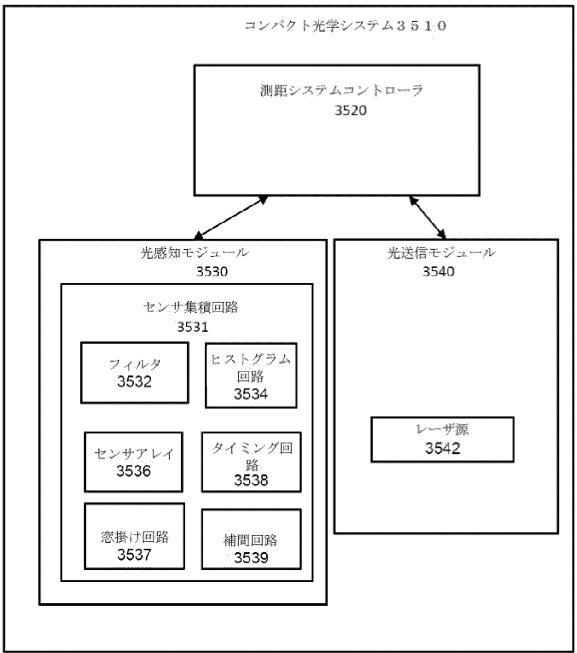 コンパクト光学システム３５１０
測距システムコントローラ
3520
光感知モジュール
3530
センサ集積回路
3531
フィルタ
3532
ヒストグラム
回路
3534
センサアレイ
3536
タイミング回
路
3538
窓掛け回路
3537
補間回路
3539
光送信モジュール
3540
レーザ源
3542